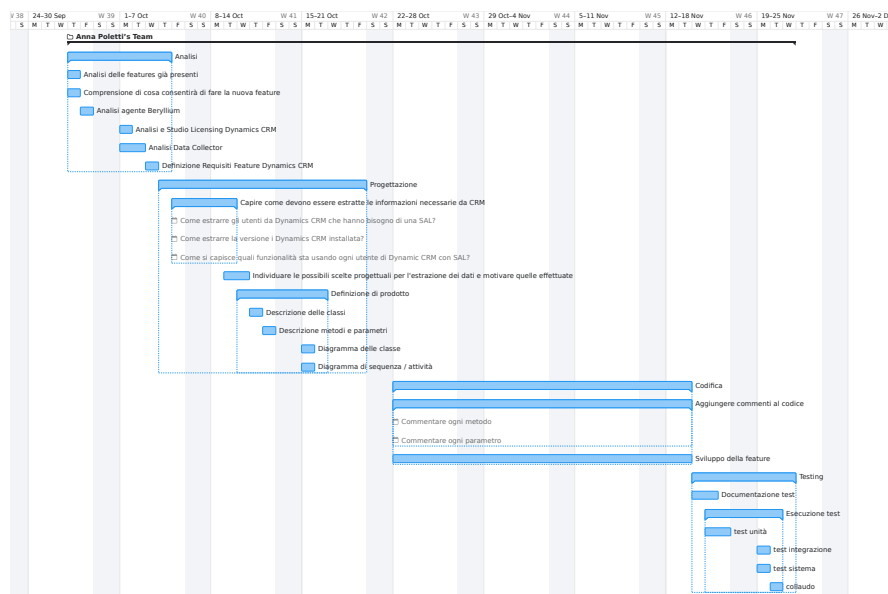 W 38 24–30 Sep W 39 1–7 Oct W 40 8–14 Oct W 41 15–21 Oct W 42 22–28 Oct W 43 29 Oct–4 Nov W 44 5–11 Nov W 45 12–18 Nov W 46 19–25 Nov W 47 26 Nov–2 D
S M T W T F S S M T W T F S S M T W T F S S M T W T F S S M T W T F S S M T W T F S S M T W T F S S M T W T F S S M T W T F S S M T W
Anna Poletti's Team
Analisi
Analisi delle features già presenti
Comprensione di cosa consentirà di fare la nuova feature
Analisi agente Beryllium
Analisi e Studio Licensing Dynamics CRM
Analisi Data Collector
Definizione Requisiti Feature Dynamics CRM
Progettazione
Capire come devono essere estratte le informazioni necessarie da CRM
Come estrarre gli utenti da Dynamics CRM che hanno bisogno di una SAL?
Come estrarre la versione i Dynamics CRM installata?
Come si capisce quali funzionalità sta usando ogni utente di Dynamic CRM con SAL?
Individuare le possibili scelte progettuali per l'estrazione dei dati e motivare quelle effettuate
Definizione di prodotto
Descrizione delle classi
Descrizione metodi e parametri
Diagramma delle classe
Diagramma di sequenza / attività
Codifica
Aggiungere commenti al codice
Commentare ogni metodo
Commentare ogni parametro
Sviluppo della feature
Testing
Documentazione test
Esecuzione test
test unità
test integrazione
test sistema
collaudo